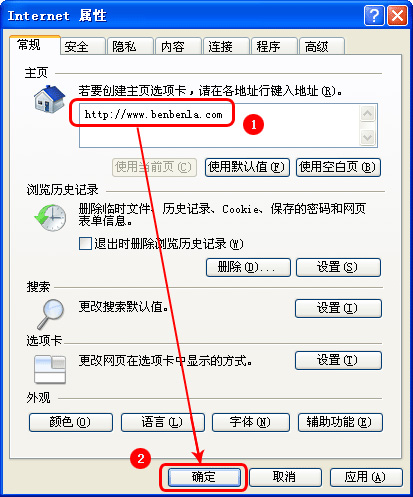 Internet 属性
常规 安全 隐私 内容 连接 程序 高级
主页
若要创建主页选项卡，请在各地址行键入地址(R)。
http://www.benbenla.com
1
使用当前页(C) 使用默认值(F) 使用空白页(B)
浏览历史记录
删除临时文件、历史记录、Cookie、保存的密码和网页
表单信息。
退出时删除浏览历史记录(W)
删除(D)... 设置(S)
搜索
更改搜索默认值。 设置(I)
选项卡
更改网页在选项卡中显示的方式。 设置(T)
外观
颜色(O) 语言(L) 字体(N) 辅助功能(E)
2
确定 取消 应用(A)